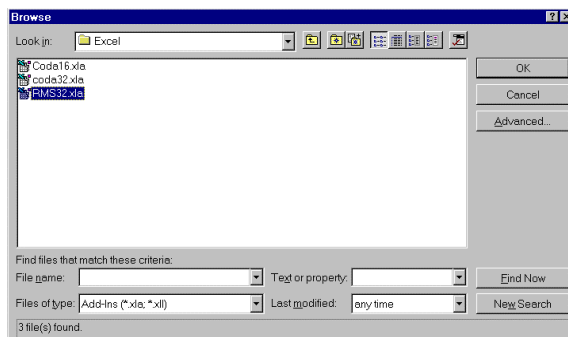 Browse
Look in: Excel
Coda16.xla
coda32.xla
RMS32.xla
OK
Cancel
Advanced...
Find files that match these criteria:
File name:
Text or property:
Find Now
Files of type: Add-Ins (*.xla; *.xll)
Last modified: any time
New Search
3 file(s) found.